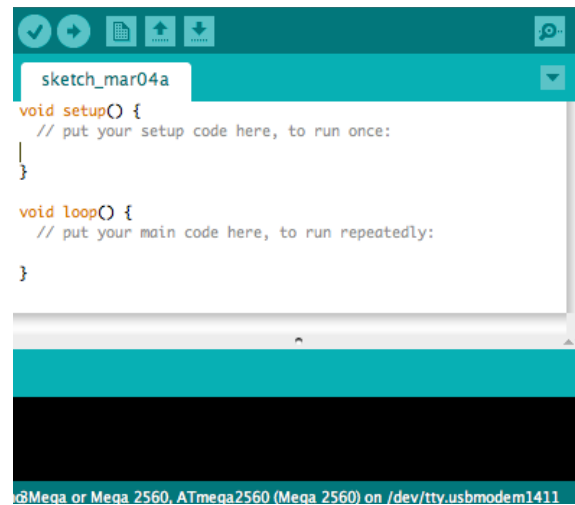 sketch_mar04a
void setup() {
// put your setup code here, to run once:
}
void loop() {
// put your main code here, to run repeatedly:
}
Mega or Mega 2560, ATmega2560 (Mega 2560) on /dev/tty.usbmodem1411